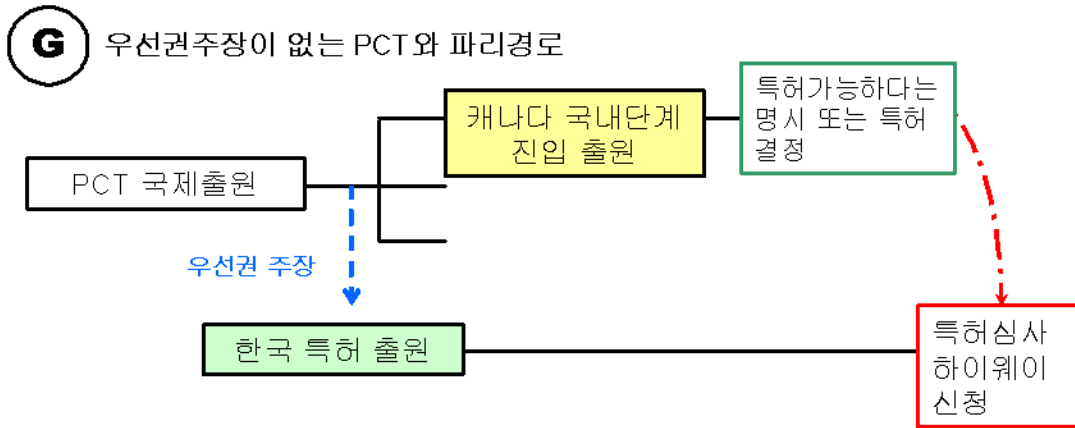 G 우선권주장이 없는 PCT와 파리경로
캐나다 국내단계
진입 출원
특허가능하다는
명시 또는 특허
결정
PCT 국제출원
우선권 주장
한국 특허 출원
특허심사
하이웨이
신청